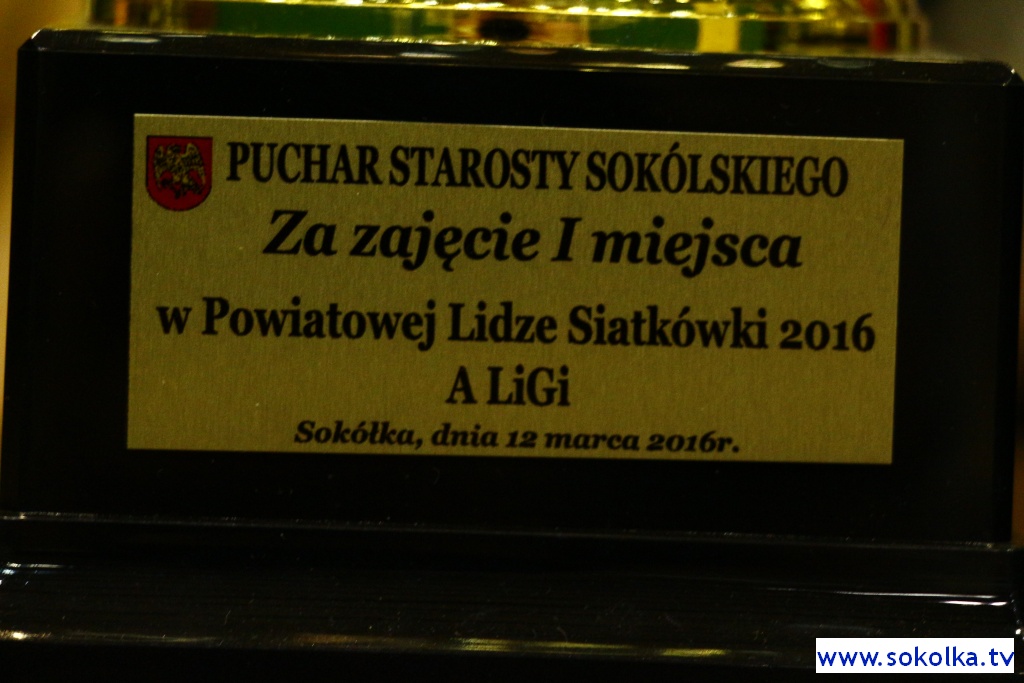 PUCHAR STAROSTY SOKÓLSKIEGO
Za zajęcie I miejsca
w Powiatowej Lidze Siatkówki 2016
A LiGi
Sokółka, dnia 12 marca 2016r.
www.sokolka.tv